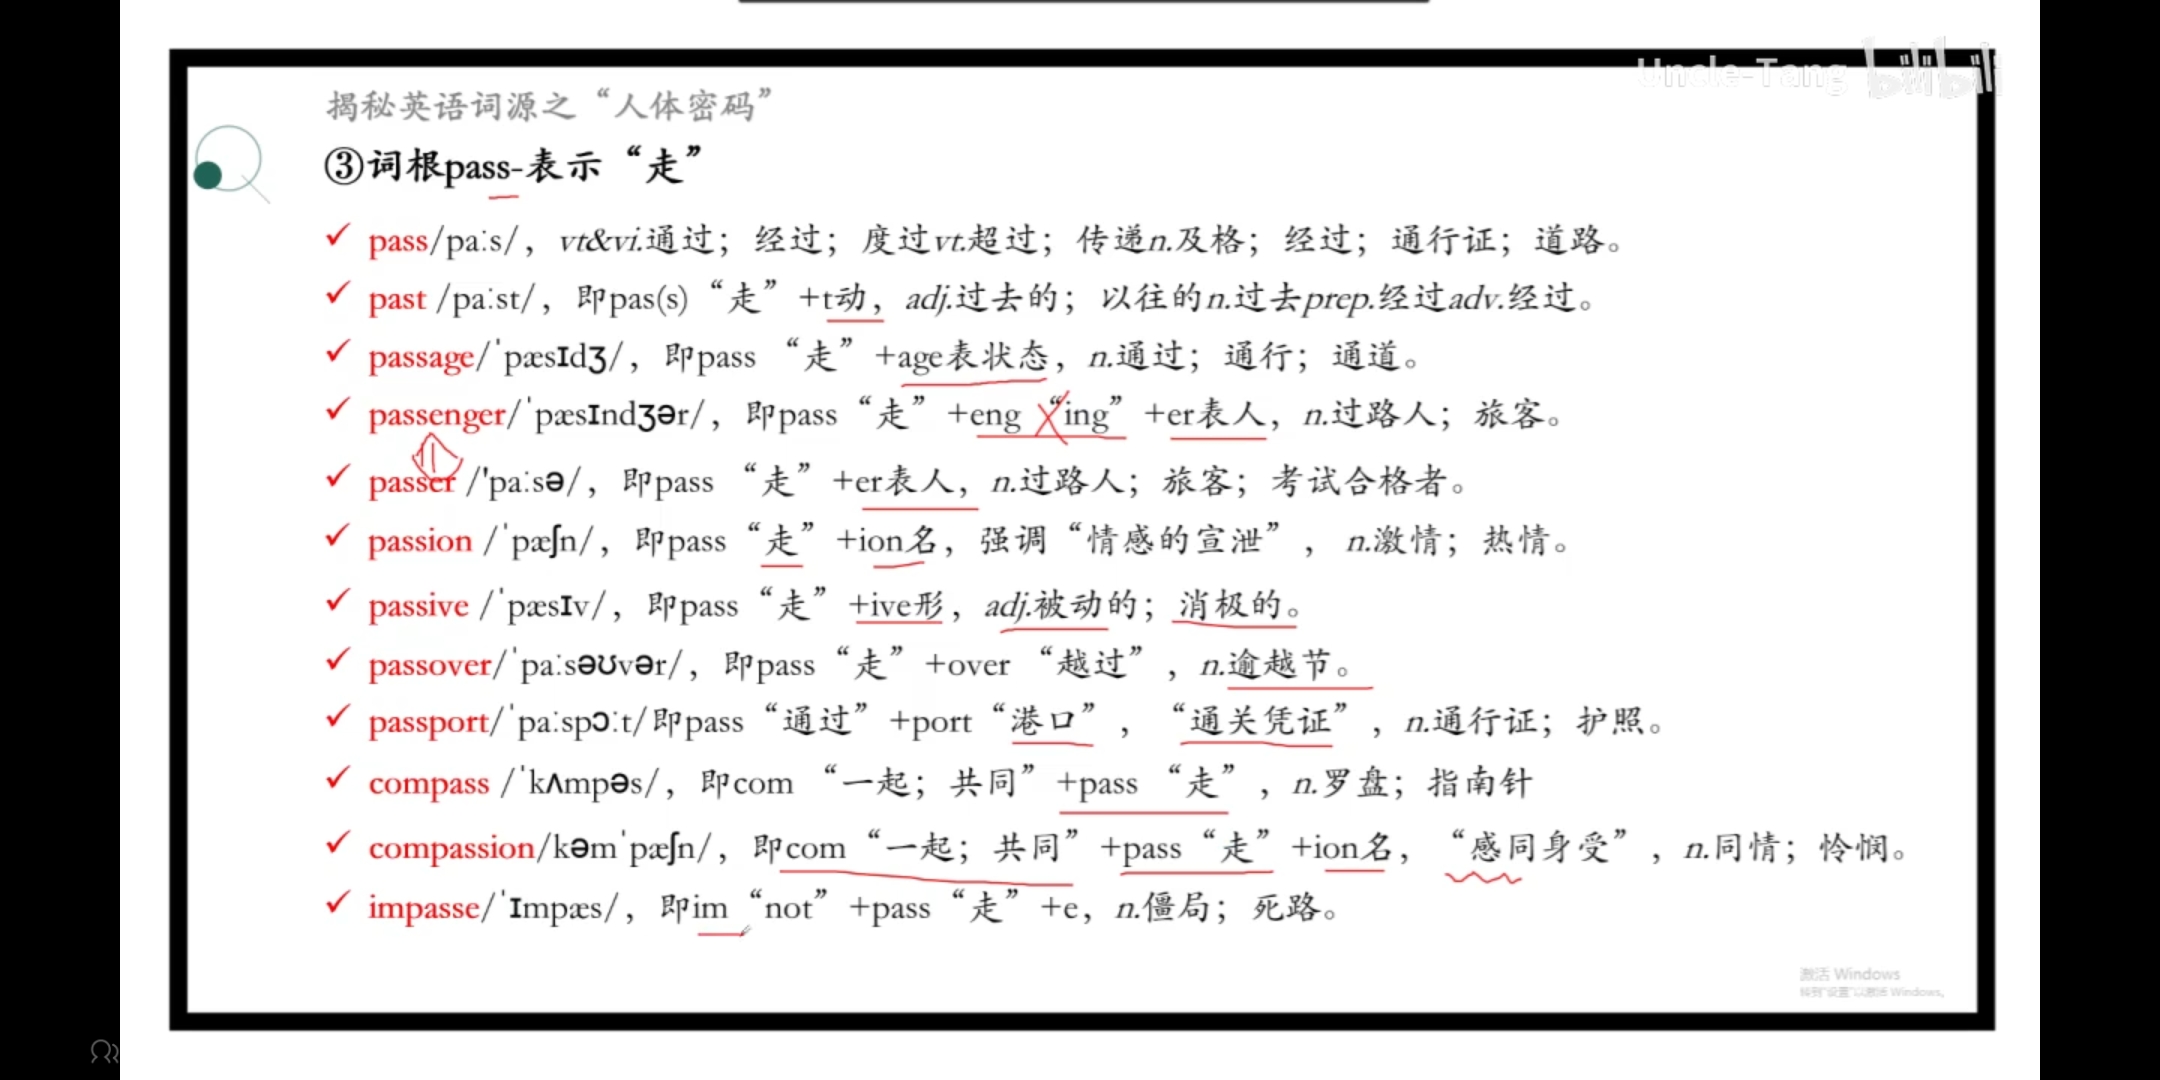 Uncle-Tang bilibili
揭秘英语词源之“人体密码”
③词根pass-表示“走”
✓ pass/paːs/，vt&vi.通过；经过；度过vt.超过；传递n.及格；经过；通行证；道路。
✓ past /paːst/，即pas(s)“走”+t动，adj.过去的；以往的n.过去prep.经过adv.经过。
✓ passage/ˈpæsɪdʒ/，即pass “走”+age表状态，n.通过；通行；通道。
✓ passenger/ˈpæsɪndʒər/，即pass“走”+eng “ing”+er表人，n.过路人；旅客。
✓ passer /'paːsə/，即pass “走”+er表人，n.过路人；旅客；考试合格者。
✓ passion /ˈpæʃn/，即pass“走”+ion名，强调“情感的宣泄”，n.激情；热情。
✓ passive /ˈpæsɪv/，即pass“走”+ive形，adj.被动的；消极的。
✓ passover/ˈpaːsəʊvər/，即pass“走”+over “越过”，n.逾越节。
✓ passport/ˈpaːspɔːt/即pass“通过”+port“港口”，“通关凭证”，n.通行证；护照。
✓ compass /ˈkʌmpəs/，即com “一起；共同”+pass “走”，n.罗盘；指南针
✓ compassion/kəmˈpæʃn/，即com“一起；共同”+pass“走”+ion名，“感同身受”，n.同情；怜悯。
✓ impasse/ˈɪmpæs/，即im “not”+pass“走”+e，n.僵局；死路。
激活 Windows
转到“设置”以激活 Windows。